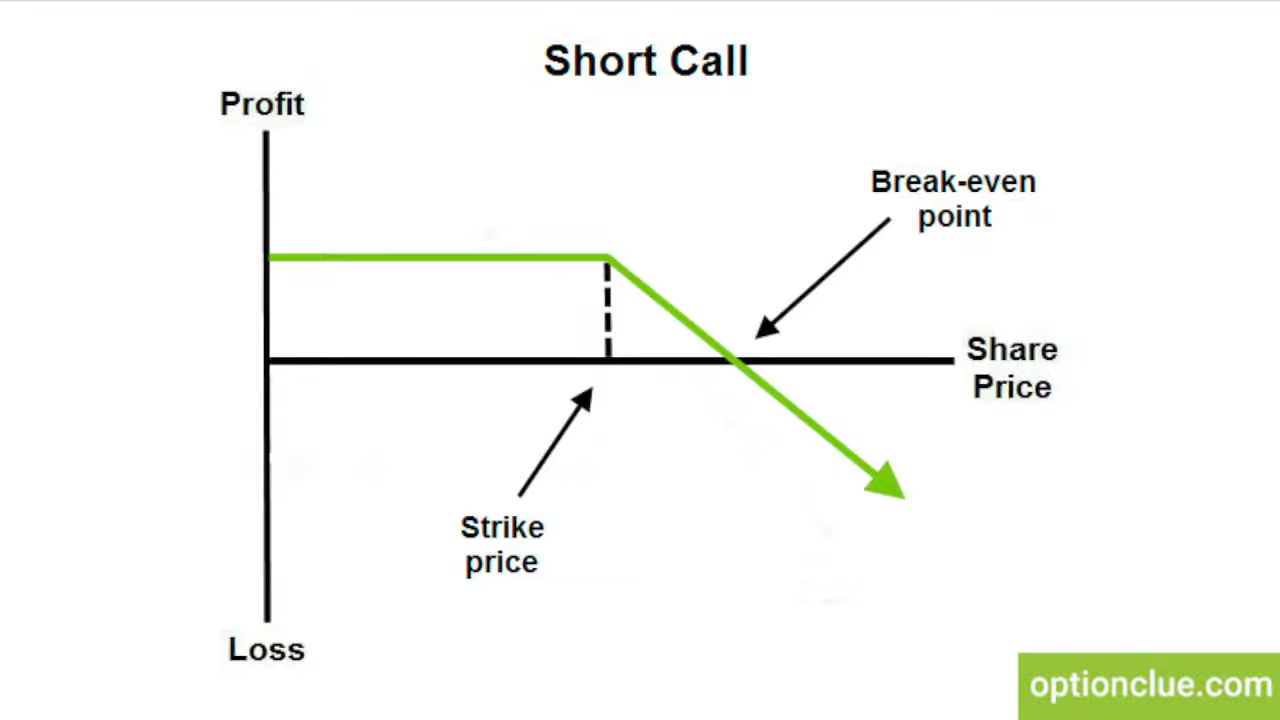 Short Call
Profit
Break-even
point
Share
Price
Strike
price
Loss
optionclue.com